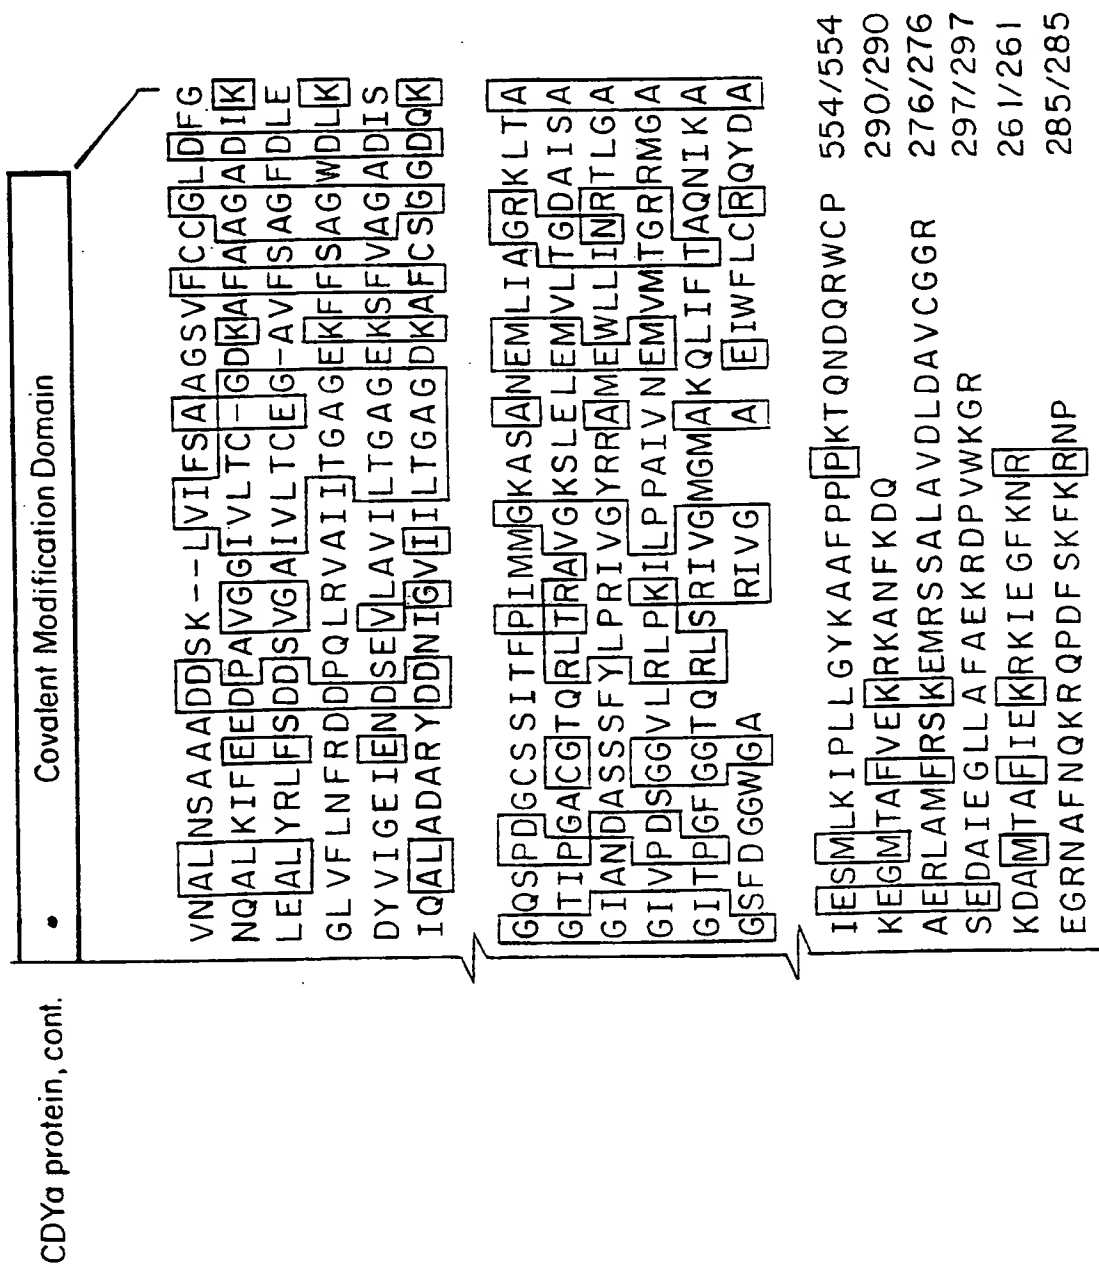 CDYa protein, cont.
• Covalent Modification Domain
VNALNSAAADDSK--LVIFSAAGSVFCCGLDFG
NQALKIFEEDPAVGGIVLTC-GDKAFAAGADIK
LEALYRLFSDDSVGAIVLTCEG-AVFSAGFDLE
GLVFLNFRDDPQLRVAIITGAGEKFFSAGWDLK
DYVIGEIENDSEVLAVILTGAGEKSFVAGADIS
IQALADARYDDNIGVIILTGAGDKAFCSGGDQK
GQSPDGCSSITFPIMMGKASANEMLIAGRKLTA
GTIPGACGTQRLTRAVGKSLELEMVLTGDAISA
GIANDASSSFYLPRIVGYRRAMEWLLINRTLGA
GIVPDSGGVLRLPKILPPAIVNEMVMTGRRMGA
GITPGFGGTQRLSRIVGMGMAKQLIFTAQNIKA
GSFDGGWGA RIVG A EIWFLCRQYDA
IESMLKIPLLGYKAAFPPPKTQNDQRWCP 554/554
KEGMTAFVEKRKANFKDQ 290/290
AERLAMFRSKEMRSSALAVDLDAVCGGR 276/276
SEDAIEGLLAFAEKRDPVWKGR 297/297
KDAMTAFIEKRKIEGFKNR 261/261
EGRNAFNQKRQPDFSKFKRNP 285/285